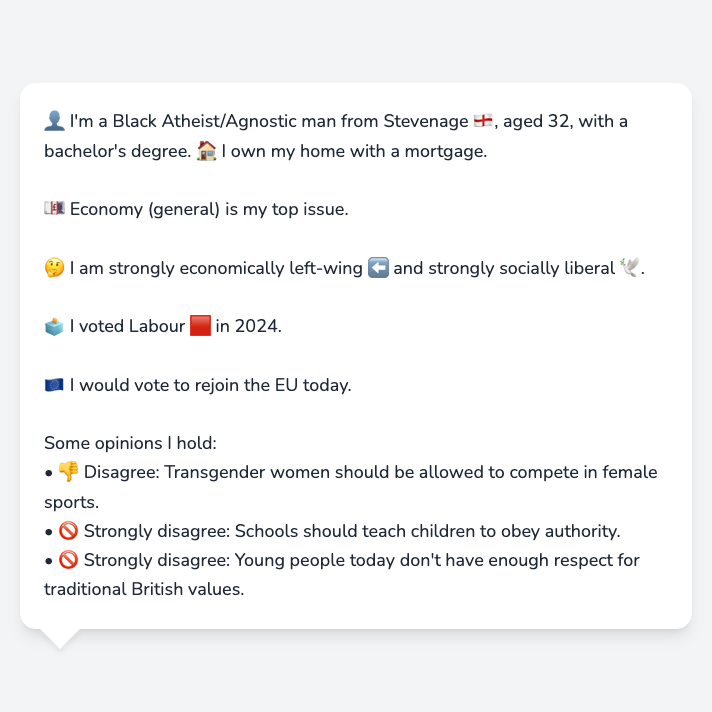 👤 I'm a Black Atheist/Agnostic man from Stevenage 🏴󠁧󠁢󠁥󠁮󠁧󠁿, aged 32, with a
bachelor's degree. 🏠 I own my home with a mortgage.
💷 Economy (general) is my top issue.
🤔 I am strongly economically left-wing ⬅️ and strongly socially liberal 🕊️.
🗳️ I voted Labour 🟥 in 2024.
🇪🇺 I would vote to rejoin the EU today.
Some opinions I hold:
• 👎 Disagree: Transgender women should be allowed to compete in female
sports.
• 🚫 Strongly disagree: Schools should teach children to obey authority.
• 🚫 Strongly disagree: Young people today don't have enough respect for
traditional British values.